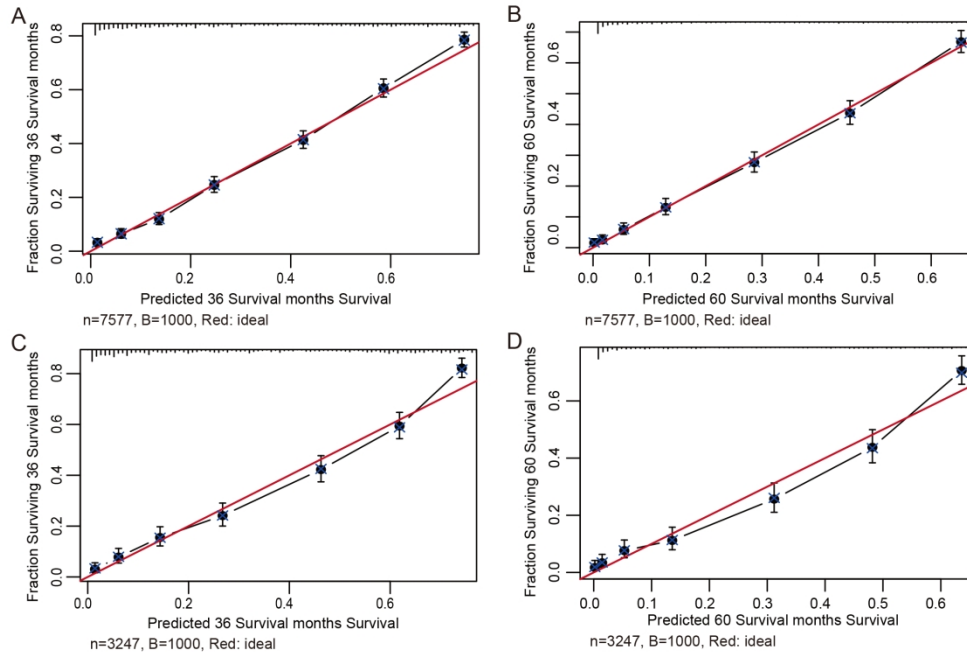 A
Fraction Surviving 36 Survival months
0.8
0.6
0.4
0.2
0.0
0.0 0.2 0.4 0.6
Predicted 36 Survival months Survival
n=7577, B=1000, Red: ideal
B
Fraction Surviving 60 Survival months
0.6
0.4
0.2
0.0
0.0 0.1 0.2 0.3 0.4 0.5 0.6
Predicted 60 Survival months Survival
n=7577, B=1000, Red: ideal
C
Fraction Surviving 36 Survival months
0.8
0.6
0.4
0.2
0.0
0.0 0.2 0.4 0.6
Predicted 36 Survival months Survival
n=3247, B=1000, Red: ideal
D
Fraction Surviving 60 Survival months
0.6
0.4
0.2
0.0
0.0 0.1 0.2 0.3 0.4 0.5 0.6
Predicted 60 Survival months Survival
n=3247, B=1000, Red: ideal